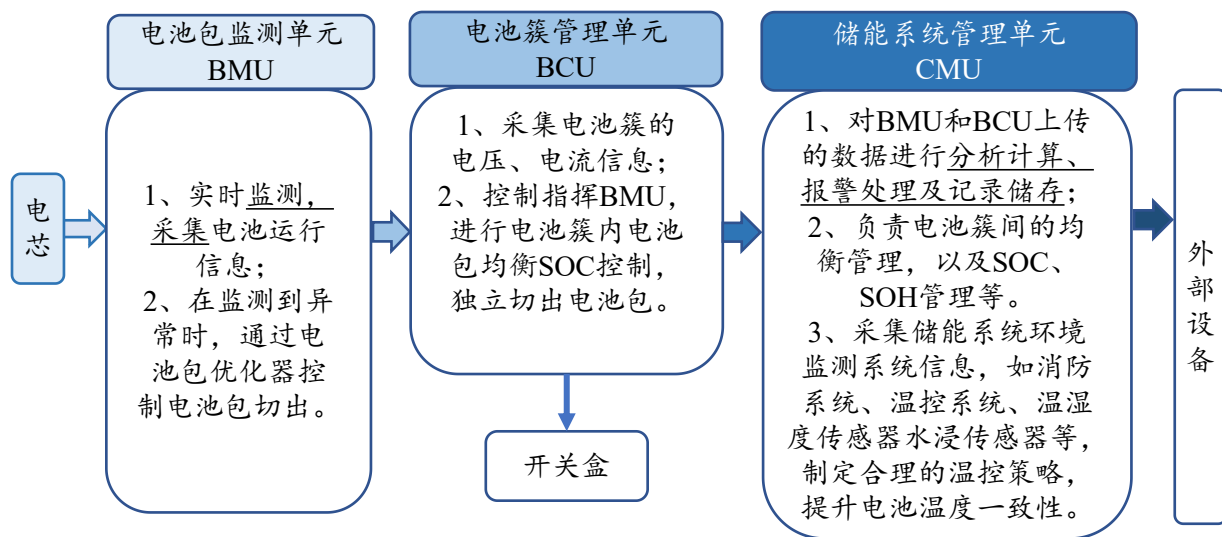 电芯
电池包监测单元
BMU
1、实时监测，
采集电池运行
信息；
2、在监测到异
常时，通过电
池包优化器控
制电池包切出。
电池簇管理单元
BCU
1、采集电池簇的
电压、电流信息；
2、控制指挥BMU，
进行电池簇内电池
包均衡SOC控制，
独立切出电池包。
开关盒
储能系统管理单元
CMU
1、对BMU和BCU上传
的数据进行分析计算、
报警处理及记录储存；
2、负责电池簇间的均
衡管理，以及SOC、
SOH管理等。
3、采集储能系统环境
监测系统信息，如消防
系统、温控系统、温湿
度传感器水浸传感器等，
制定合理的温控策略，
提升电池温度一致性。
外部设备